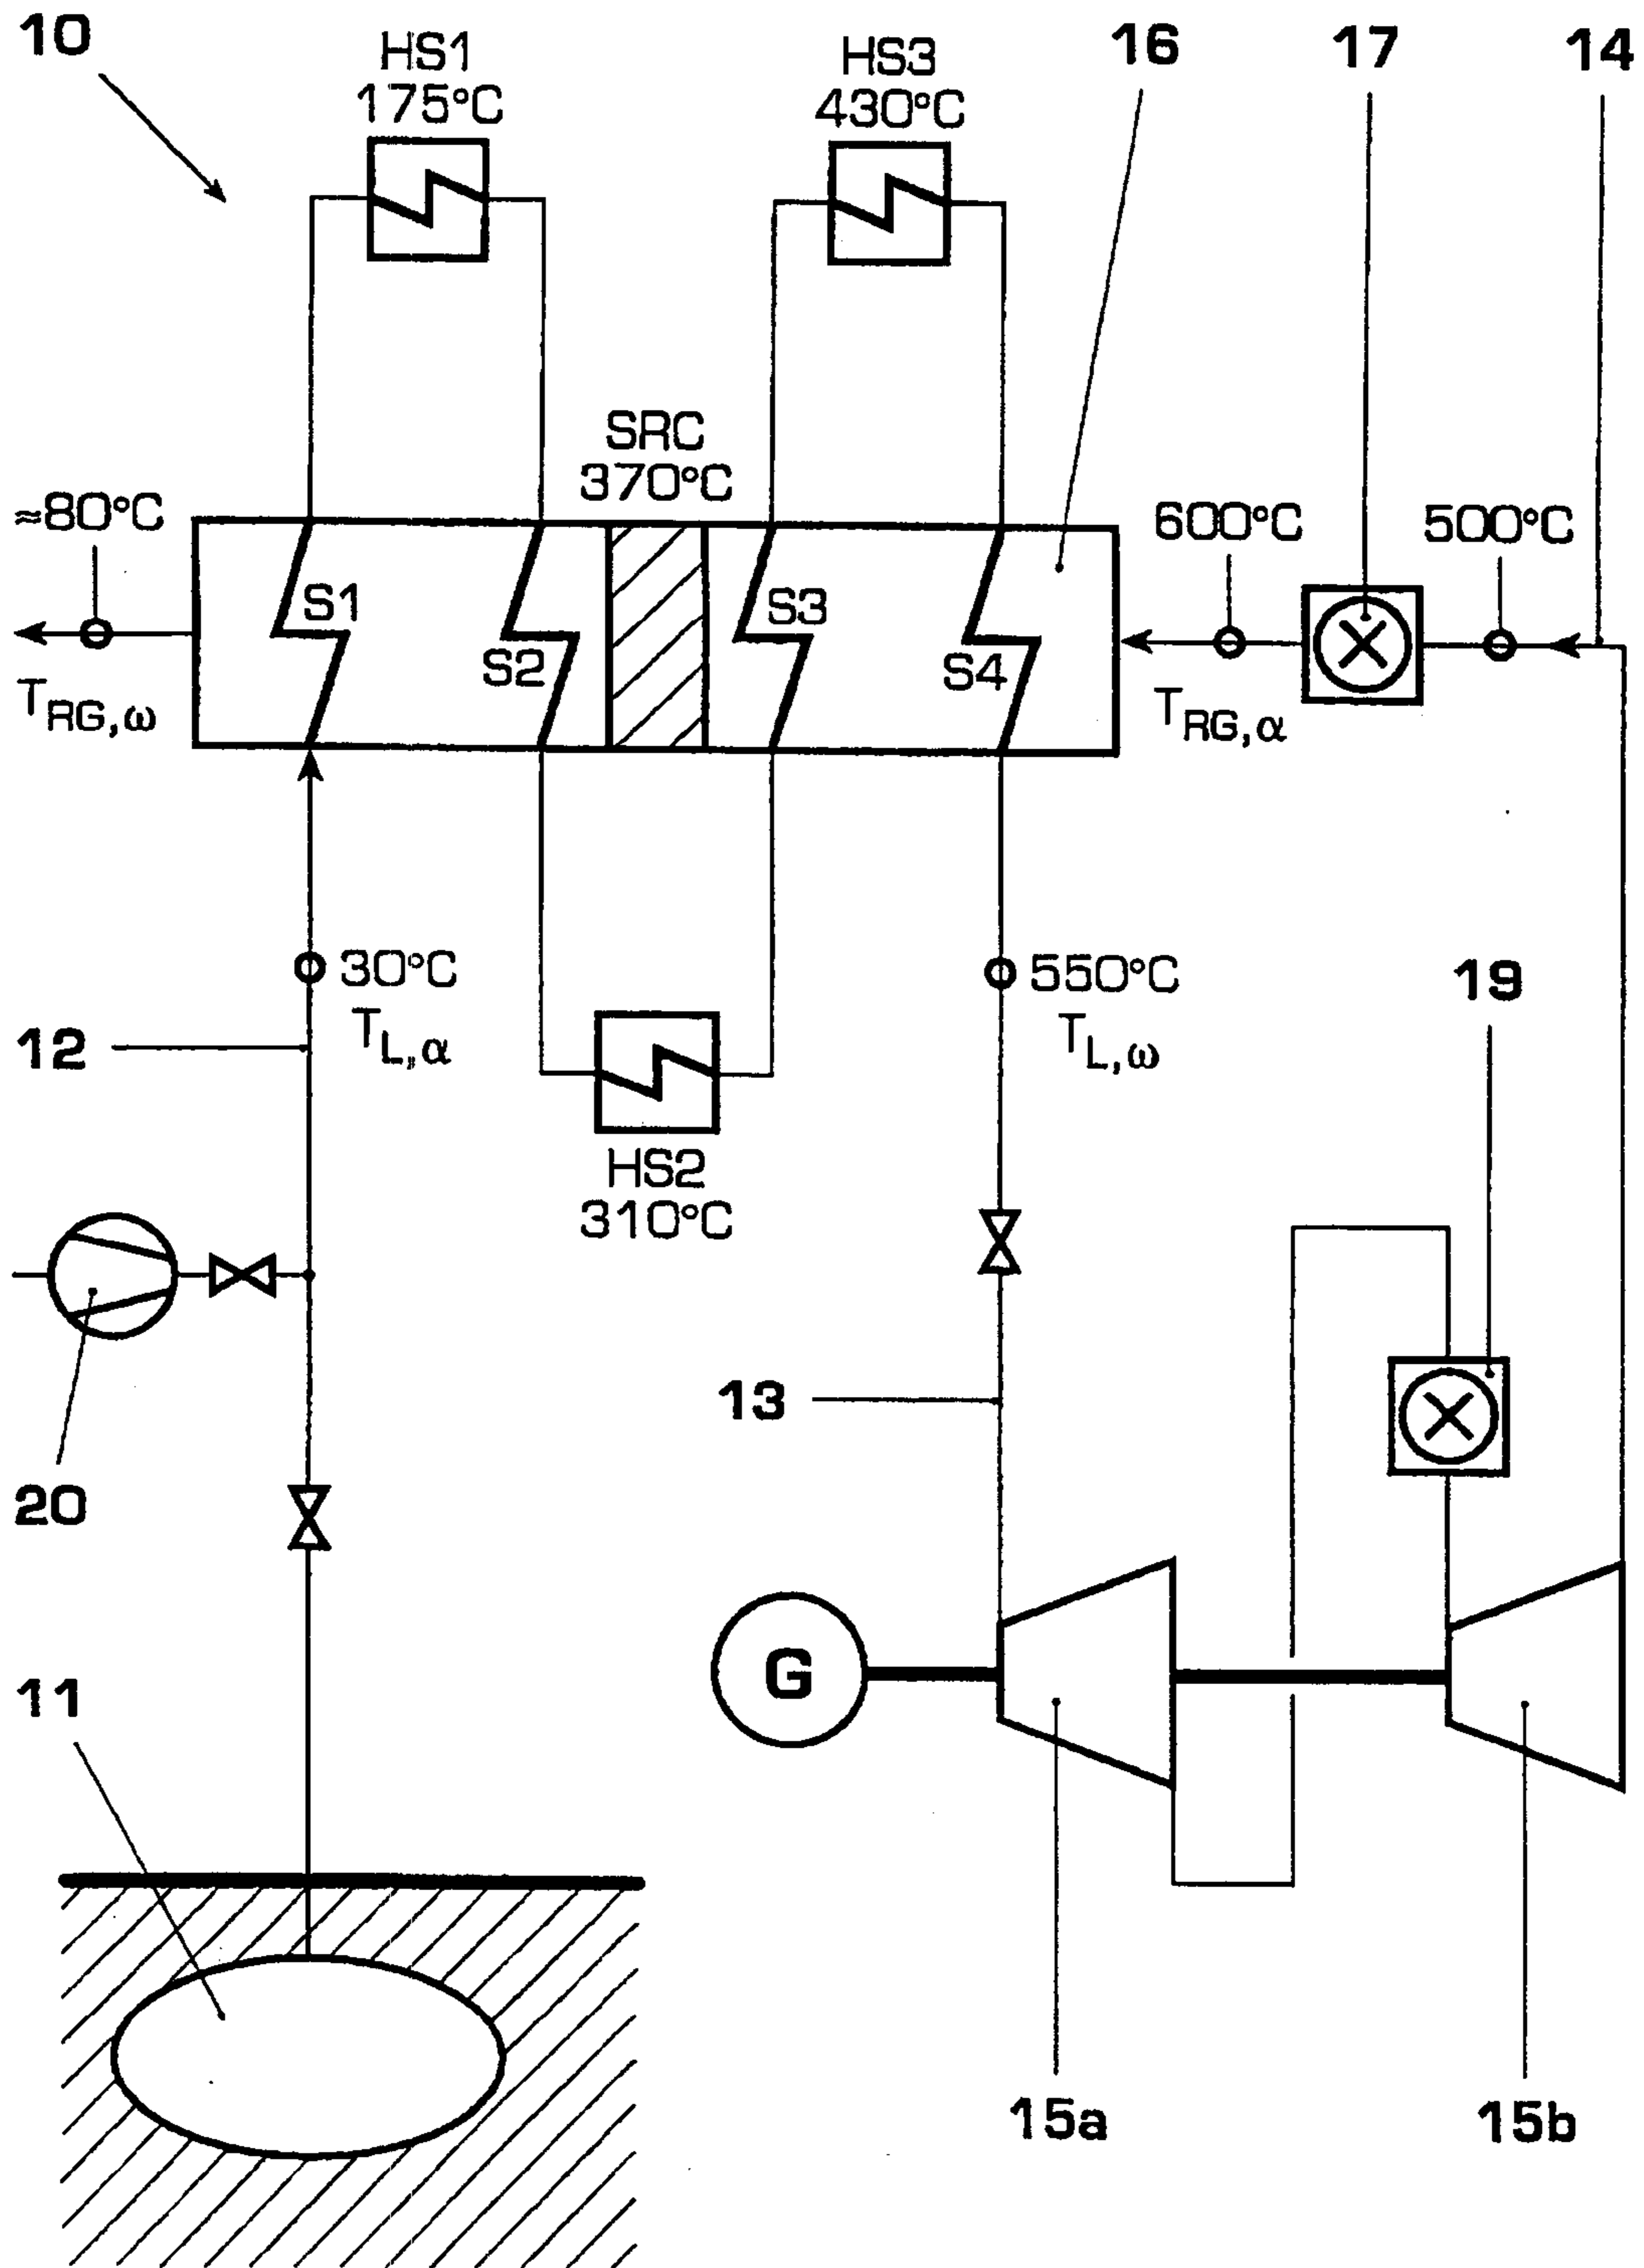 10
HS1
175°C
HS3
430°C
16
17
14
SRC
370°C
≈80°C
600°C
500°C
S1
S2
S3
S4
T_RG,ω
T_RG,α
30°C
T_L,,α
550°C
T_L,ω
19
12
HS2
310°C
13
20
G
11
15a
15b